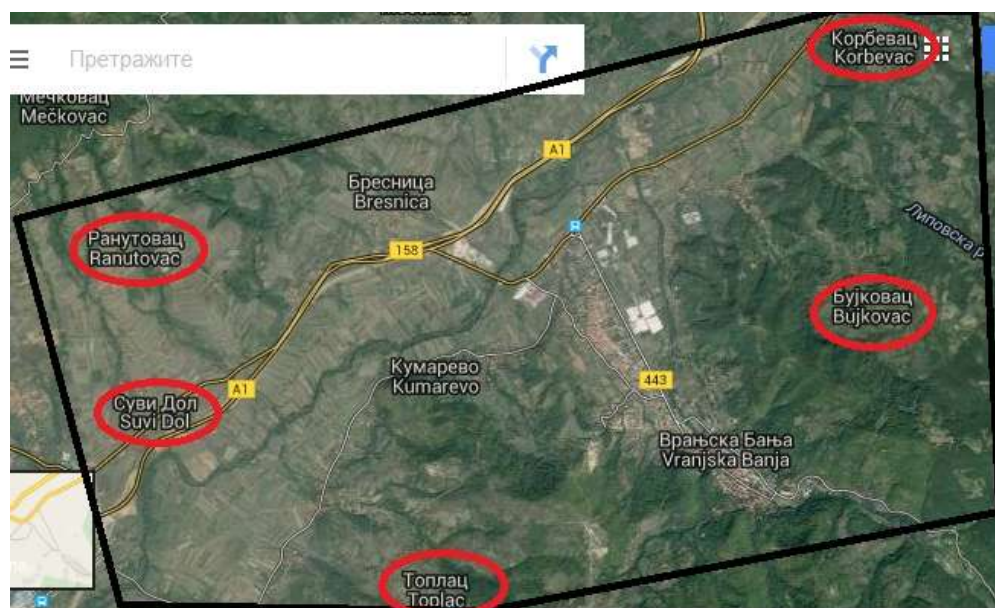 Претражите
Корбевац
Korbevac
Мечковац
Mečkovac
A1
Бресница
Bresnica
Ранутовац
Ranutovac
158
Липовска р
Бујковац
Bujkovac
Кумарево
Kumarevo
443
A1
Суви Дол
Suvi Dol
Врањска Бања
Vranjska Banja
Топлац
Toplac